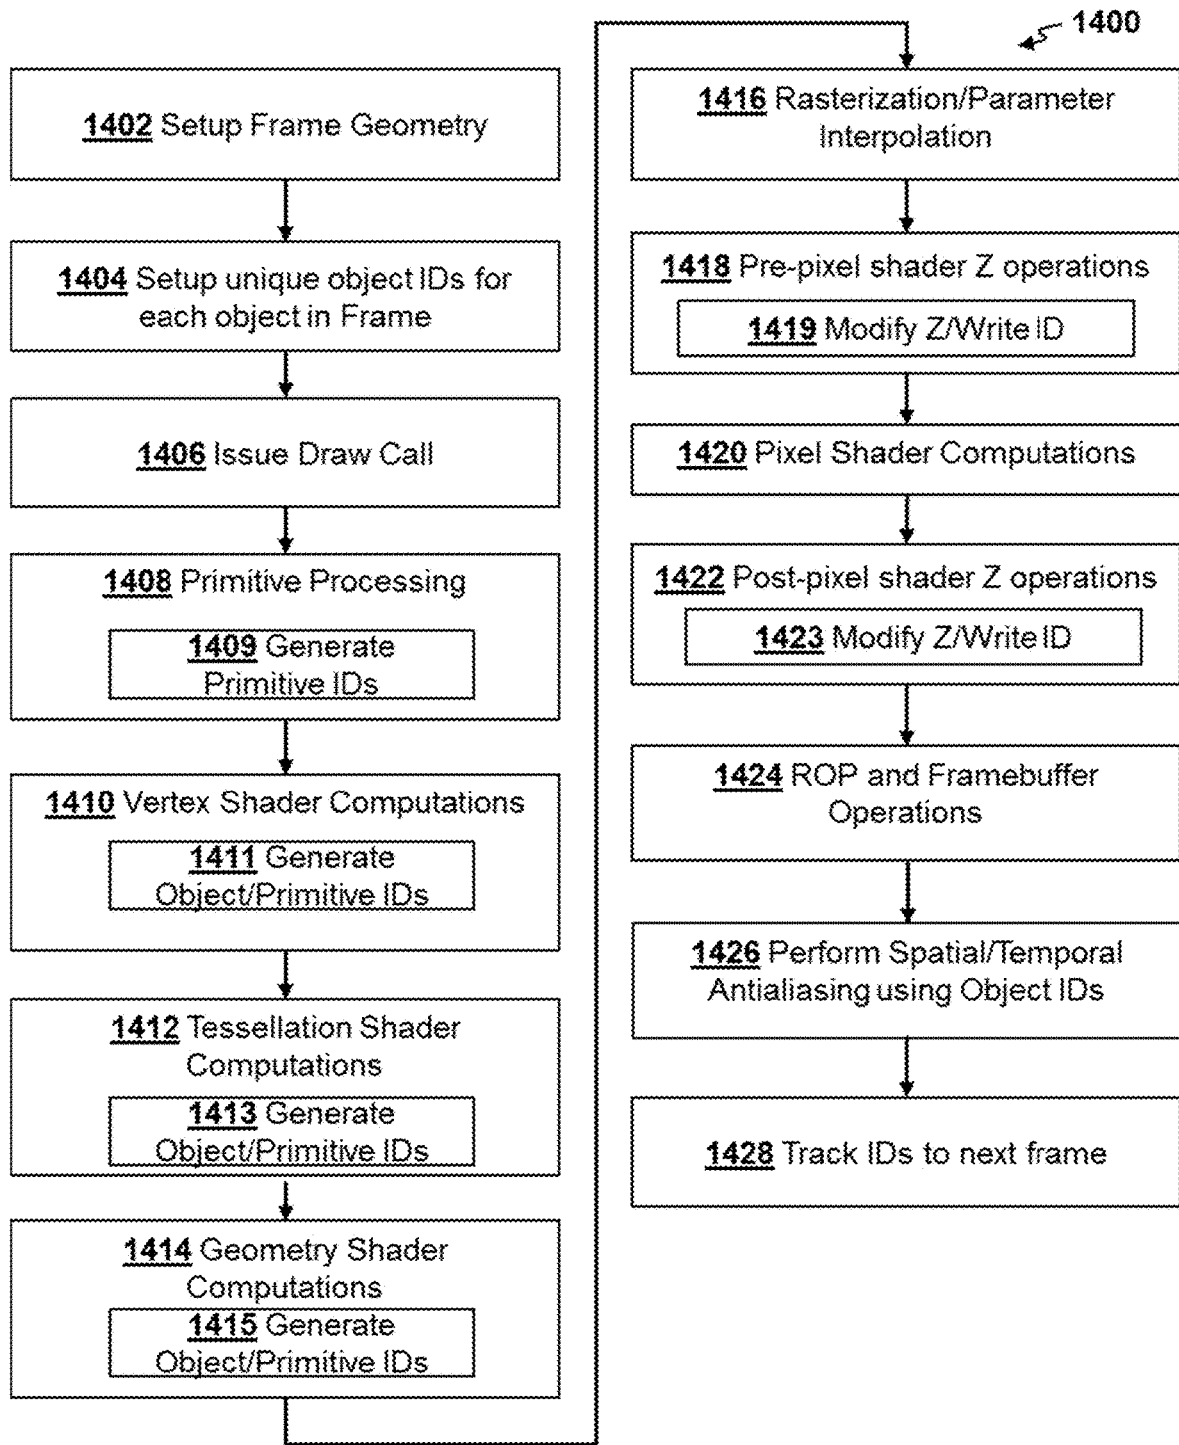 1400
1402 Setup Frame Geometry
1404 Setup unique object IDs for
each object in Frame
1406 Issue Draw Call
1408 Primitive Processing
1409 Generate
Primitive IDs
1410 Vertex Shader Computations
1411 Generate
Object/Primitive IDs
1412 Tessellation Shader
Computations
1413 Generate
Object/Primitive IDs
1414 Geometry Shader
Computations
1415 Generate
Object/Primitive IDs
1416 Rasterization/Parameter
Interpolation
1418 Pre-pixel shader Z operations
1419 Modify Z/Write ID
1420 Pixel Shader Computations
1422 Post-pixel shader Z operations
1423 Modify Z/Write ID
1424 ROP and Framebuffer
Operations
1426 Perform Spatial/Temporal
Antialiasing using Object IDs
1428 Track IDs to next frame